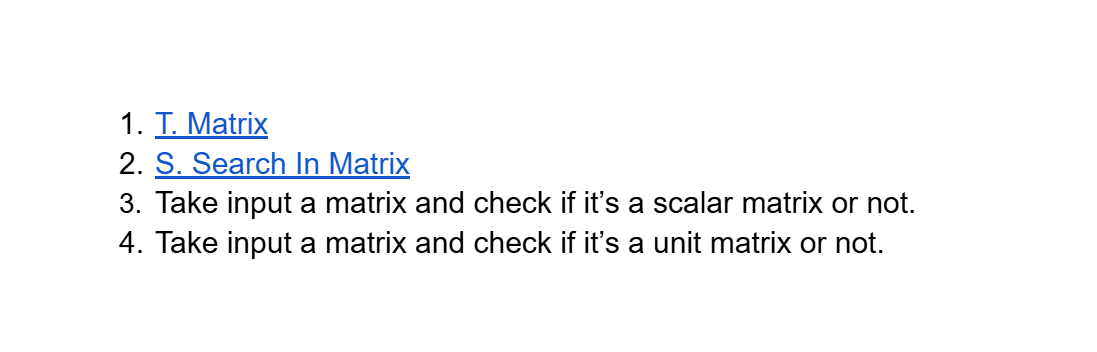 1. T. Matrix
2. S. Search In Matrix
3. Take input a matrix and check if it’s a scalar matrix or not.
4. Take input a matrix and check if it’s a unit matrix or not.